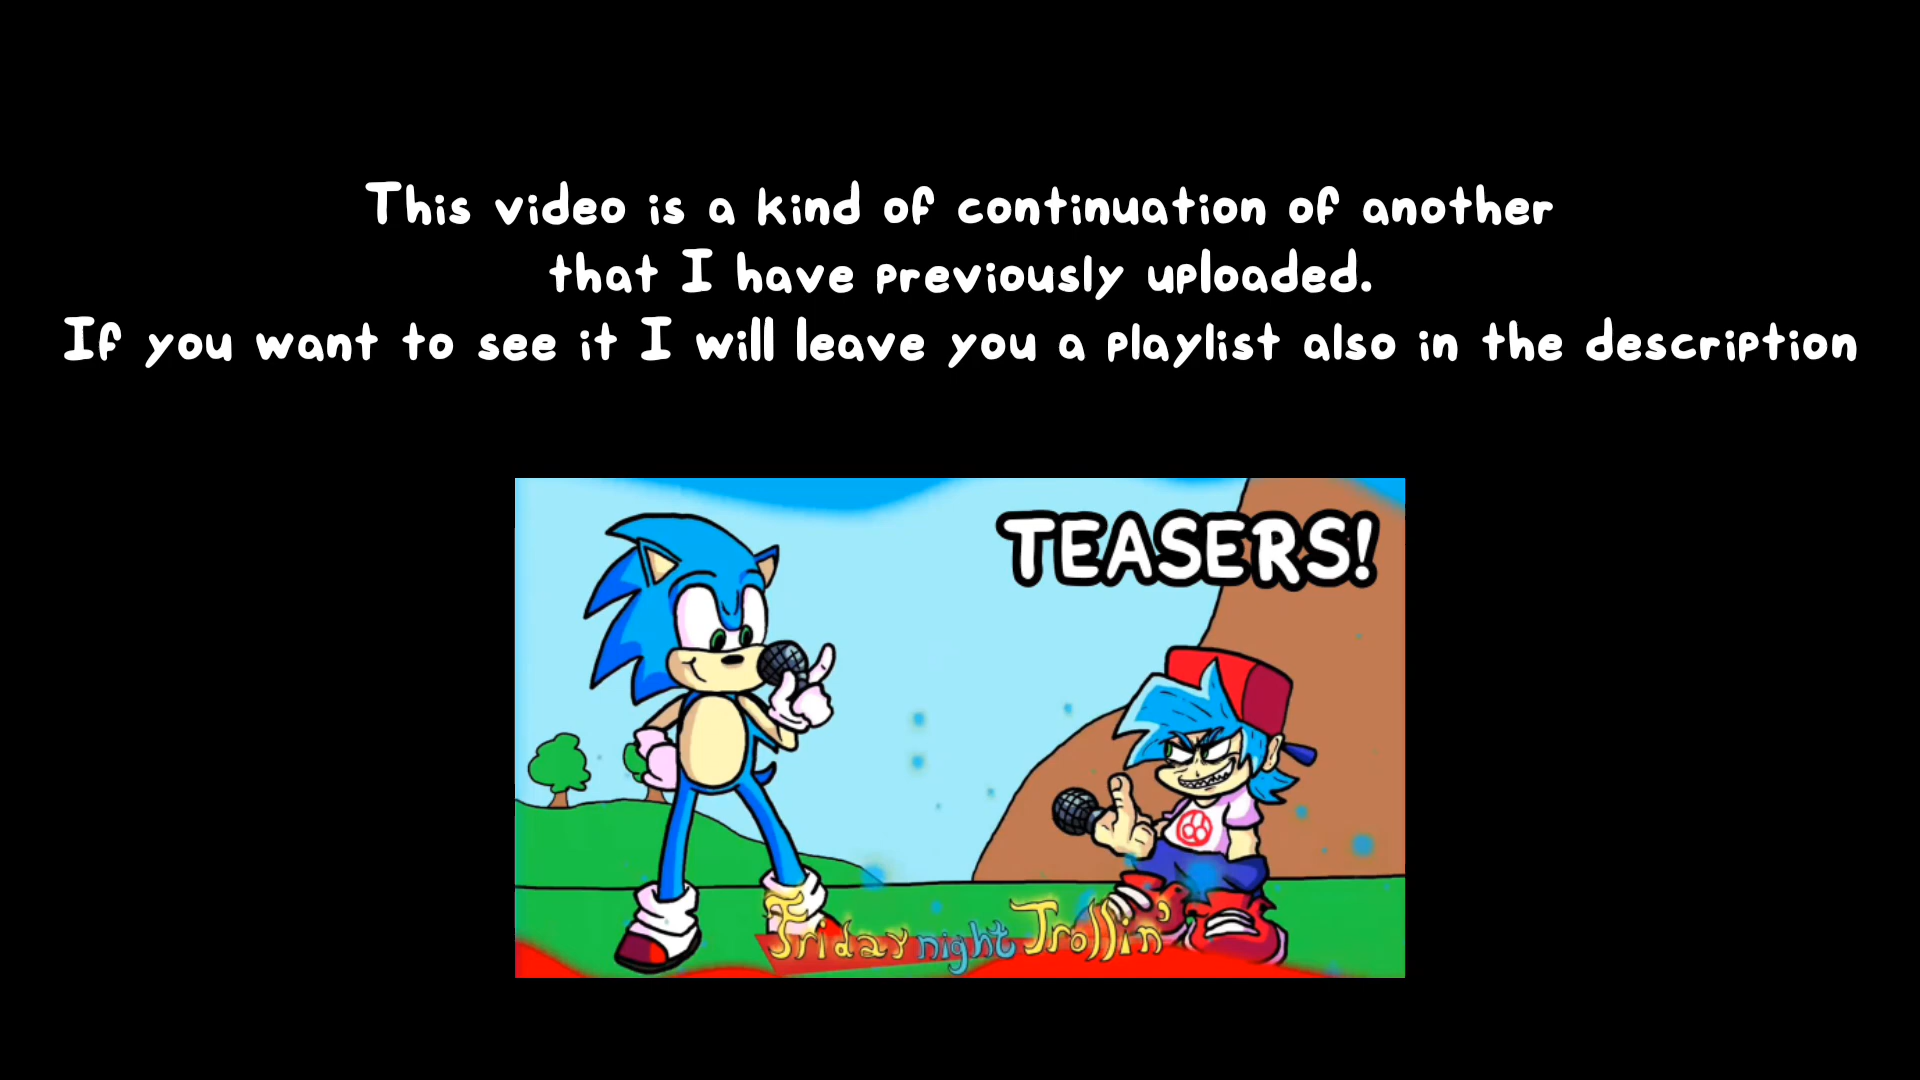 This video is a kind of continuation of another
that I have previously uploaded.
If you want to see it I will leave you a playlist also in the description
TEASERS!
Friday night Trollin'